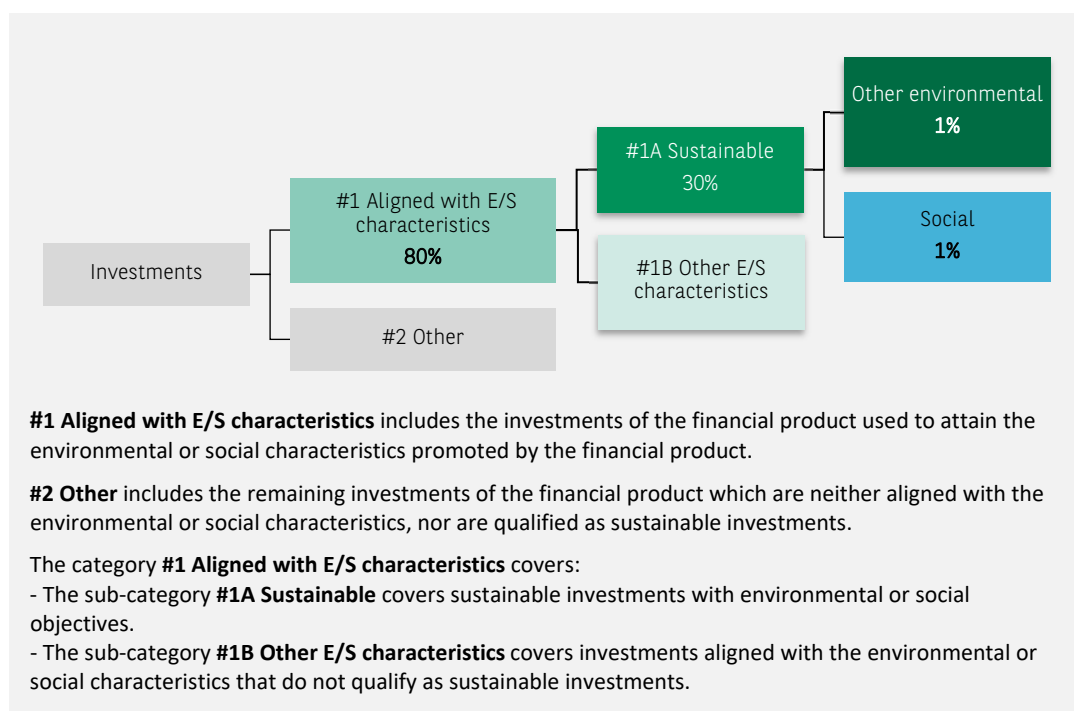 Investments
#1 Aligned with E/S
characteristics
80%
#2 Other
#1A Sustainable
30%
#1B Other E/S
characteristics
Other environmental
1%
Social
1%
#1 Aligned with E/S characteristics includes the investments of the financial product used to attain the
environmental or social characteristics promoted by the financial product.
#2 Other includes the remaining investments of the financial product which are neither aligned with the
environmental or social characteristics, nor are qualified as sustainable investments.
The category #1 Aligned with E/S characteristics covers:
- The sub-category #1A Sustainable covers sustainable investments with environmental or social
objectives.
- The sub-category #1B Other E/S characteristics covers investments aligned with the environmental or
social characteristics that do not qualify as sustainable investments.